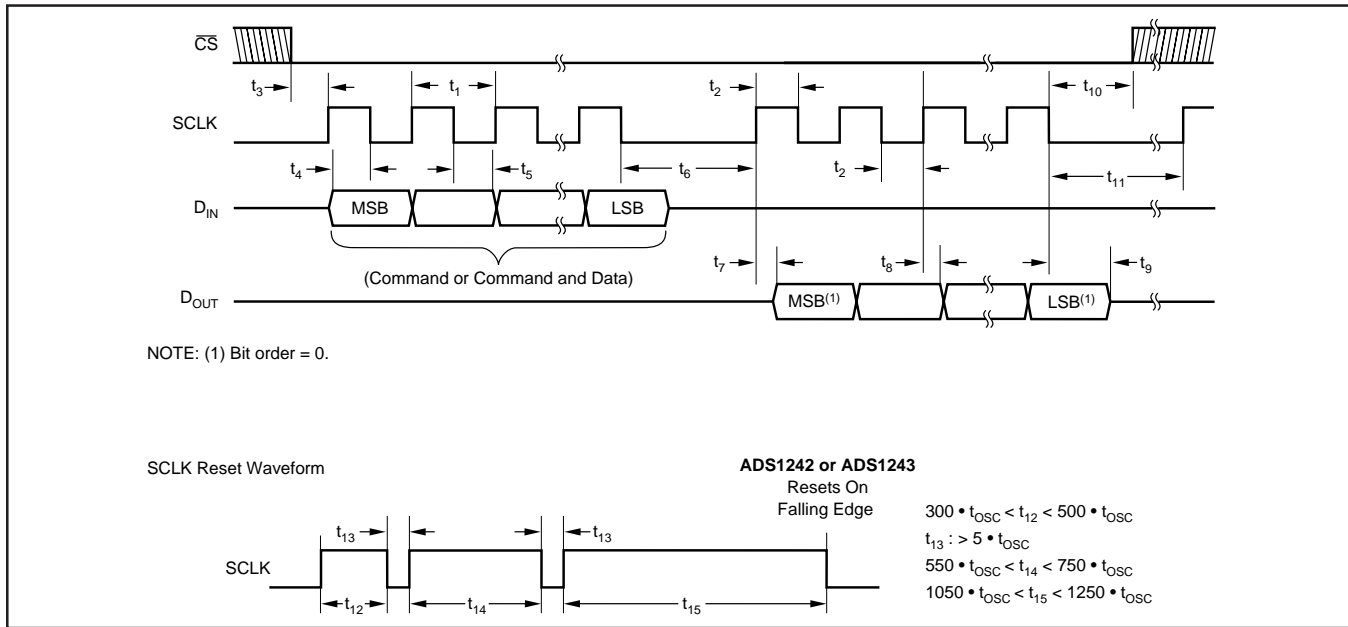 CS
t3
t1
t2
t10
SCLK
t4
t5
t6
t2
t11
DIN
MSB
LSB
(Command or Command and Data)
t7
t8
t9
DOUT
MSB(1)
LSB(1)
NOTE: (1) Bit order = 0.
SCLK Reset Waveform
ADS1242 or ADS1243
Resets On
Falling Edge
300 • tOSC < t12 < 500 • tOSC
t13 : > 5 • tOSC
550 • tOSC < t14 < 750 • tOSC
1050 • tOSC < t15 < 1250 • tOSC
t13
t13
SCLK
t12
t14
t15